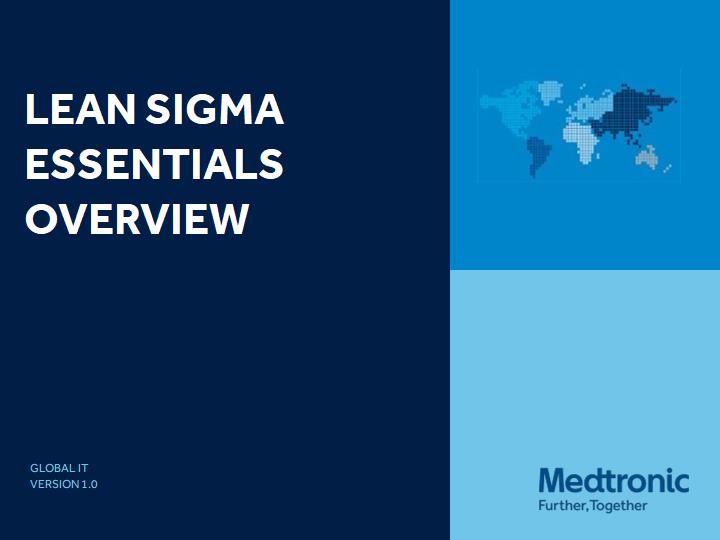 LEAN SIGMA
ESSENTIALS
OVERVIEW
GLOBAL IT
VERSION 1.0
Medtronic
Further, Together